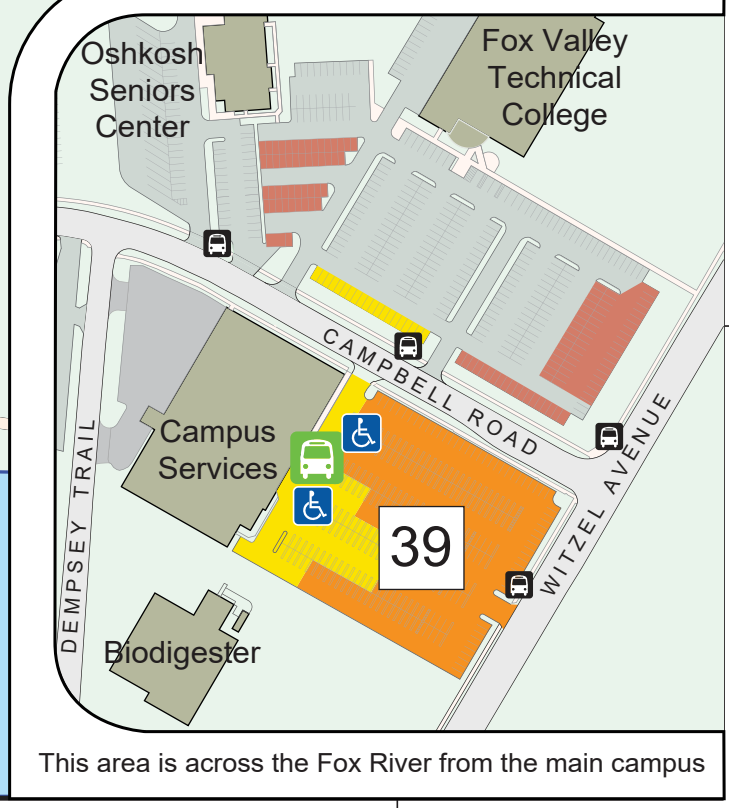 Oshkosh
Seniors
Center
Fox Valley
Technical
College
CAMPBELL ROAD
WITZEL AVENUE
DEMPSEY TRAIL
Campus
Services
39
Biodigester
This area is across the Fox River from the main campus